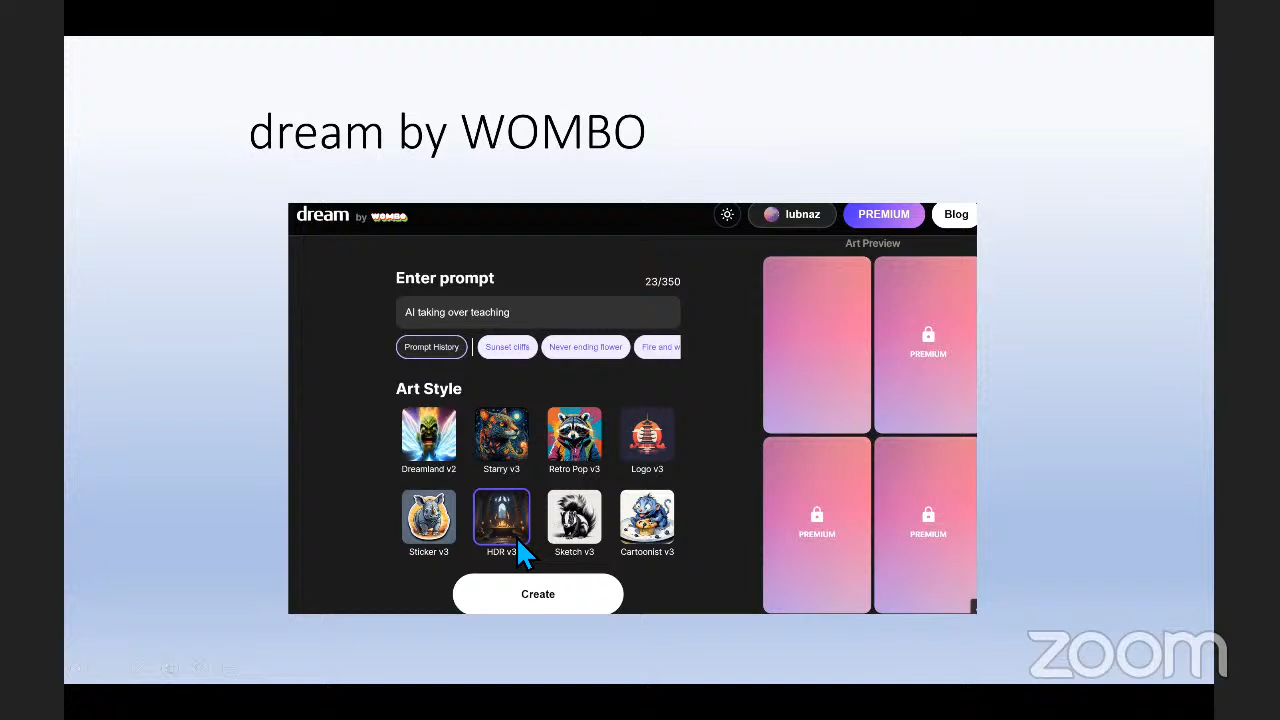 dream by WOMBO
dream by WOMBO
lubnaz
PREMIUM
Blog
Art Preview
Enter prompt
23/350
AI taking over teaching
Prompt History
Sunset cliffs
Never ending flower
Fire and w
PREMIUM
Art Style
Dreamland v2
Starry v3
Retro Pop v3
Logo v3
Sticker v3
HDR v3
Sketch v3
Cartoonist v3
PREMIUM
PREMIUM
Create
zoom